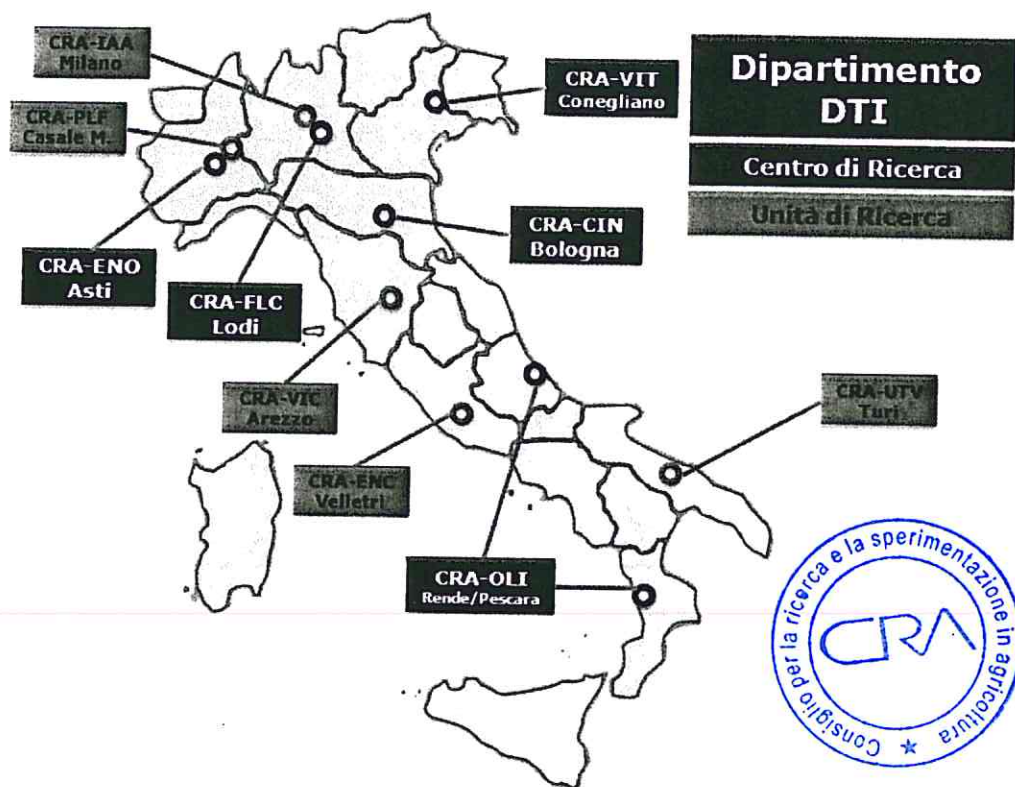 CRA-IAA
Milano
CRA-PLF
Casale M.
CRA-VIT
Conegliano
Dipartimento
DTI
Centro di Ricerca
Unità di Ricerca
CRA-ENO
Asti
CRA-FLC
Lodi
CRA-CIN
Bologna
CRA-VIC
Arezzo
CRA-ENC
Velletri
CRA-UTV
Turi
CRA-OLI
Rende/Pescara
Consiglio per la ricerca e la sperimentazione in agricoltura
CRA